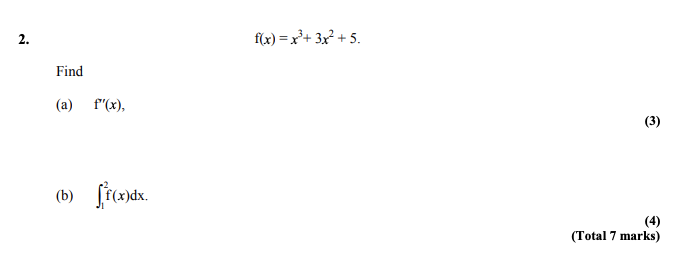 2. f(x) = x³ + 3x² + 5.
Find
(a) f″(x),
(3)
(b) ∫₁² f(x)dx.
(4)
(Total 7 marks)